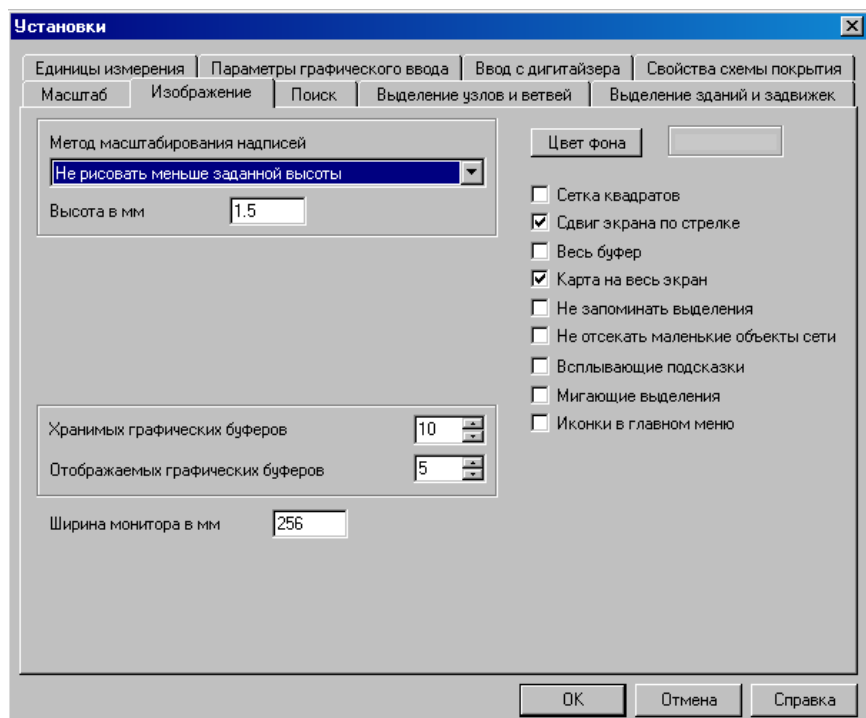 Установки
Единицы измерения
Параметры графического ввода
Ввод с дигитайзера
Свойства схемы покрытия
Масштаб
Изображение
Поиск
Выделение узлов и ветвей
Выделение зданий и задвижек
Метод масштабирования надписей
Не рисовать меньше заданной высоты
Высота в мм 1.5
Цвет фона
Сетка квадратов
Сдвиг экрана по стрелке
Весь буфер
Карта на весь экран
Не запоминать выделения
Не отсекать маленькие объекты сети
Всплывающие подсказки
Мигающие выделения
Иконки в главном меню
Хранимых графических буферов 10
Отображаемых графических буферов 5
Ширина монитора в мм 256
OK
Отмена
Справка